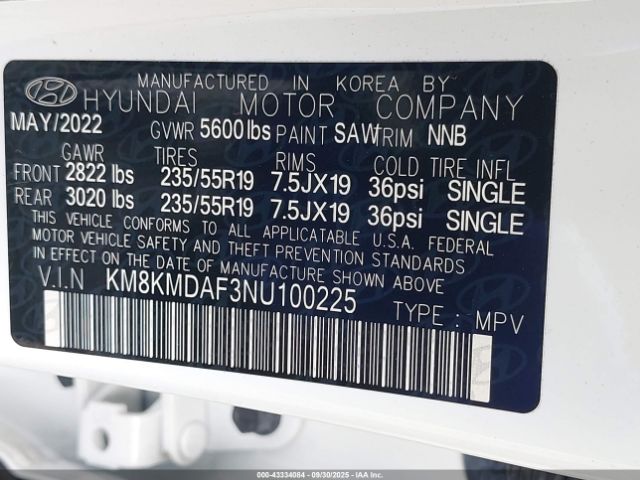 MANUFACTURED IN KOREA BY
HYUNDAI MOTOR COMPANY
MAY/2022 GVWR 5600 lbs PAINT SAW TRIM NNB
GAWR TIRES RIMS COLD TIRE INFL
FRONT 2822 lbs 235/55R19 7.5JX19 36psi SINGLE
REAR 3020 lbs 235/55R19 7.5JX19 36psi SINGLE
THIS VEHICLE CONFORMS TO ALL APPLICABLE U.S.A. FEDERAL
MOTOR VEHICLE SAFETY AND THEFT PREVENTION STANDARDS
IN EFFECT ON THE DATE OF MANUFACTURE SHOWN ABOVE.
V.I.N KM8KMDAF3NU100225
TYPE : MPV
000-43334084 | 09/30/2025 | © IAA Holdings, LLC.